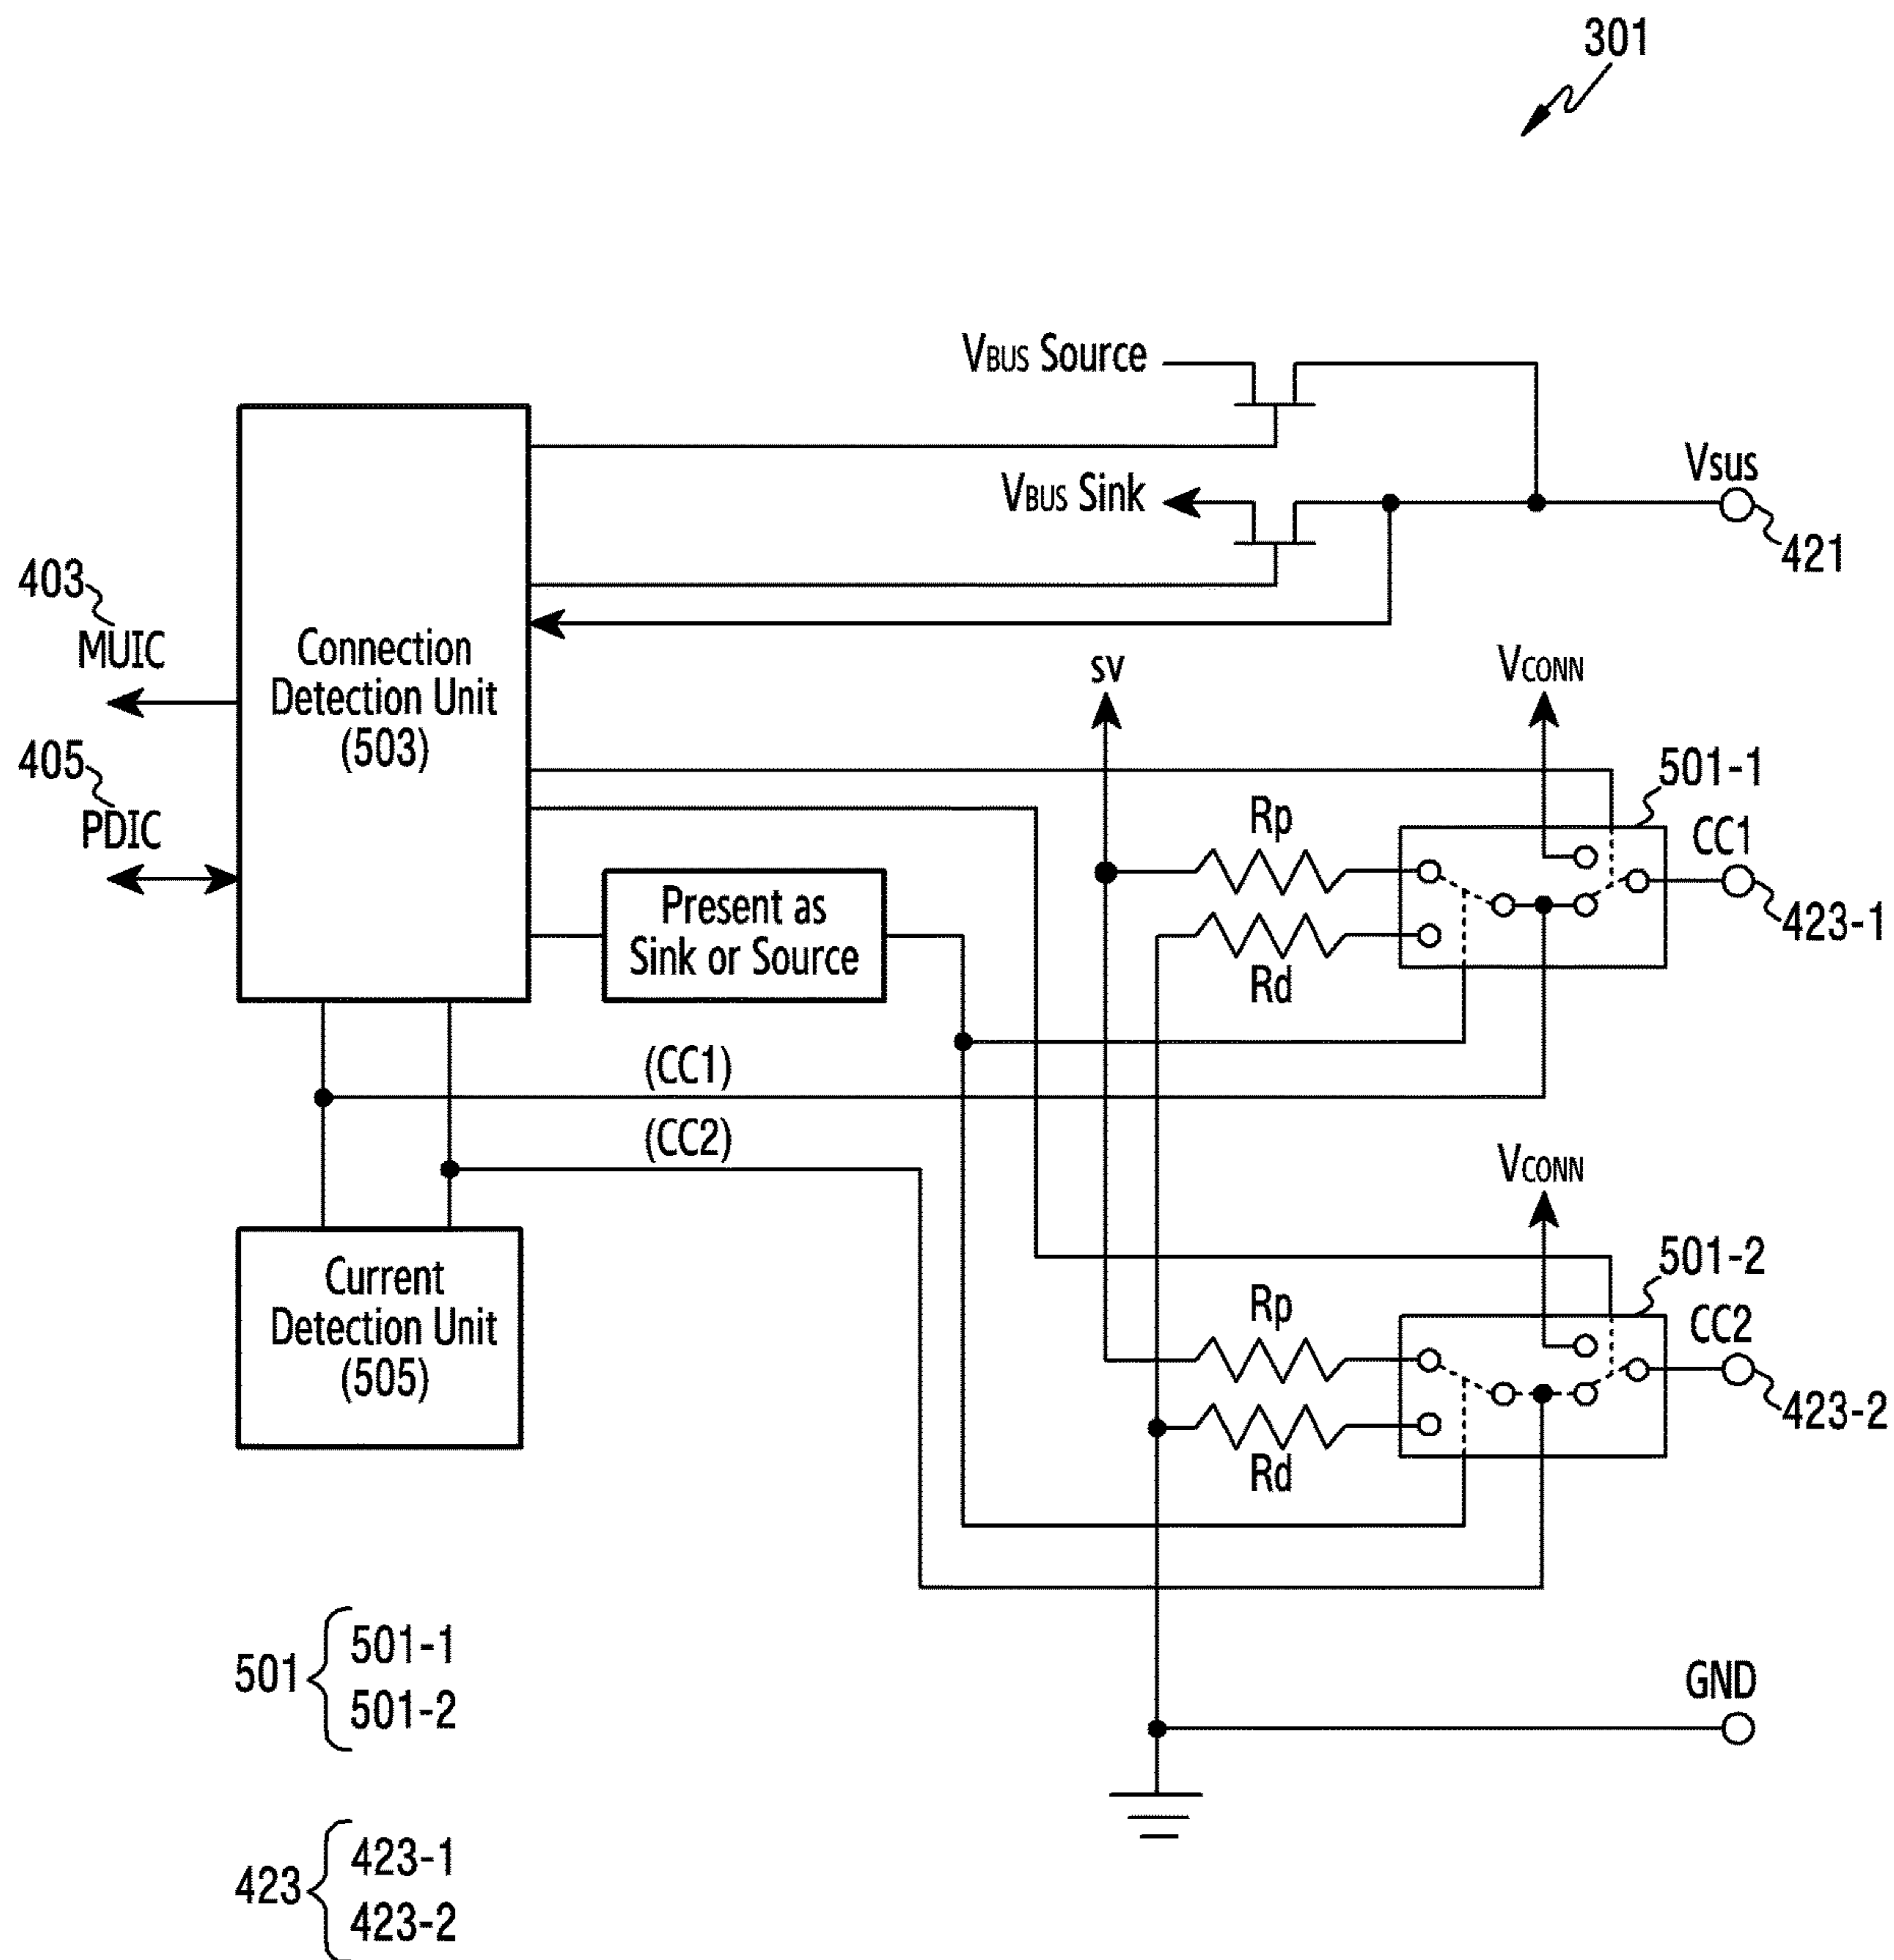 301
VBUS Source
VBUS Sink
Vsus
421
403
MUIC
405
PDIC
Connection
Detection Unit
(503)
sv
VCONN
501-1
CC1
423-1
Rp
Rd
Present as
Sink or Source
(CC1)
(CC2)
VCONN
501-2
CC2
423-2
Rp
Rd
Current
Detection Unit
(505)
GND
501
501-1
501-2
423
423-1
423-2